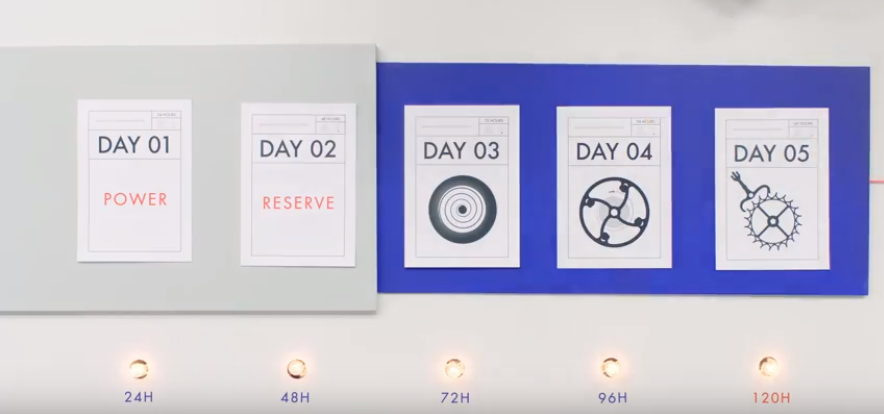 DAY 01
POWER
DAY 02
RESERVE
DAY 03
DAY 04
DAY 05
24H
48H
72H
96H
120H